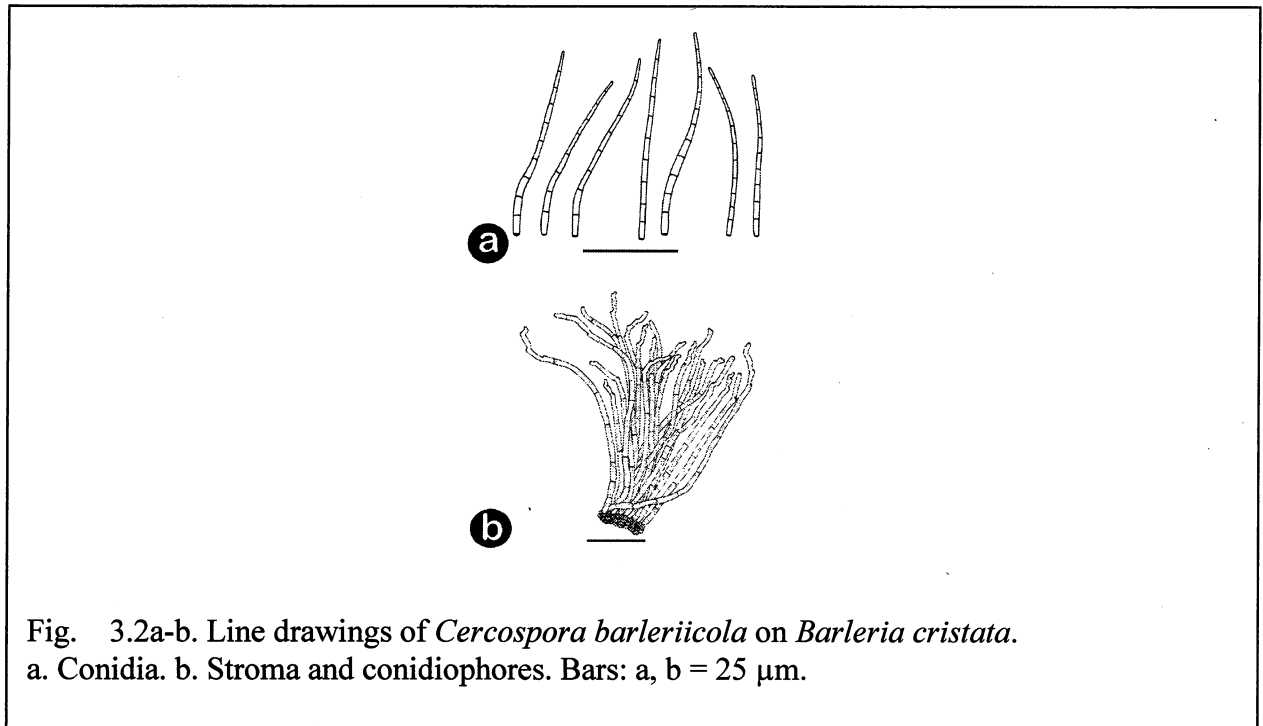 a
b
Fig. 3.2a-b. Line drawings of Cercospora barleriicola on Barleria cristata.
a. Conidia. b. Stroma and conidiophores. Bars: a, b = 25 μm.